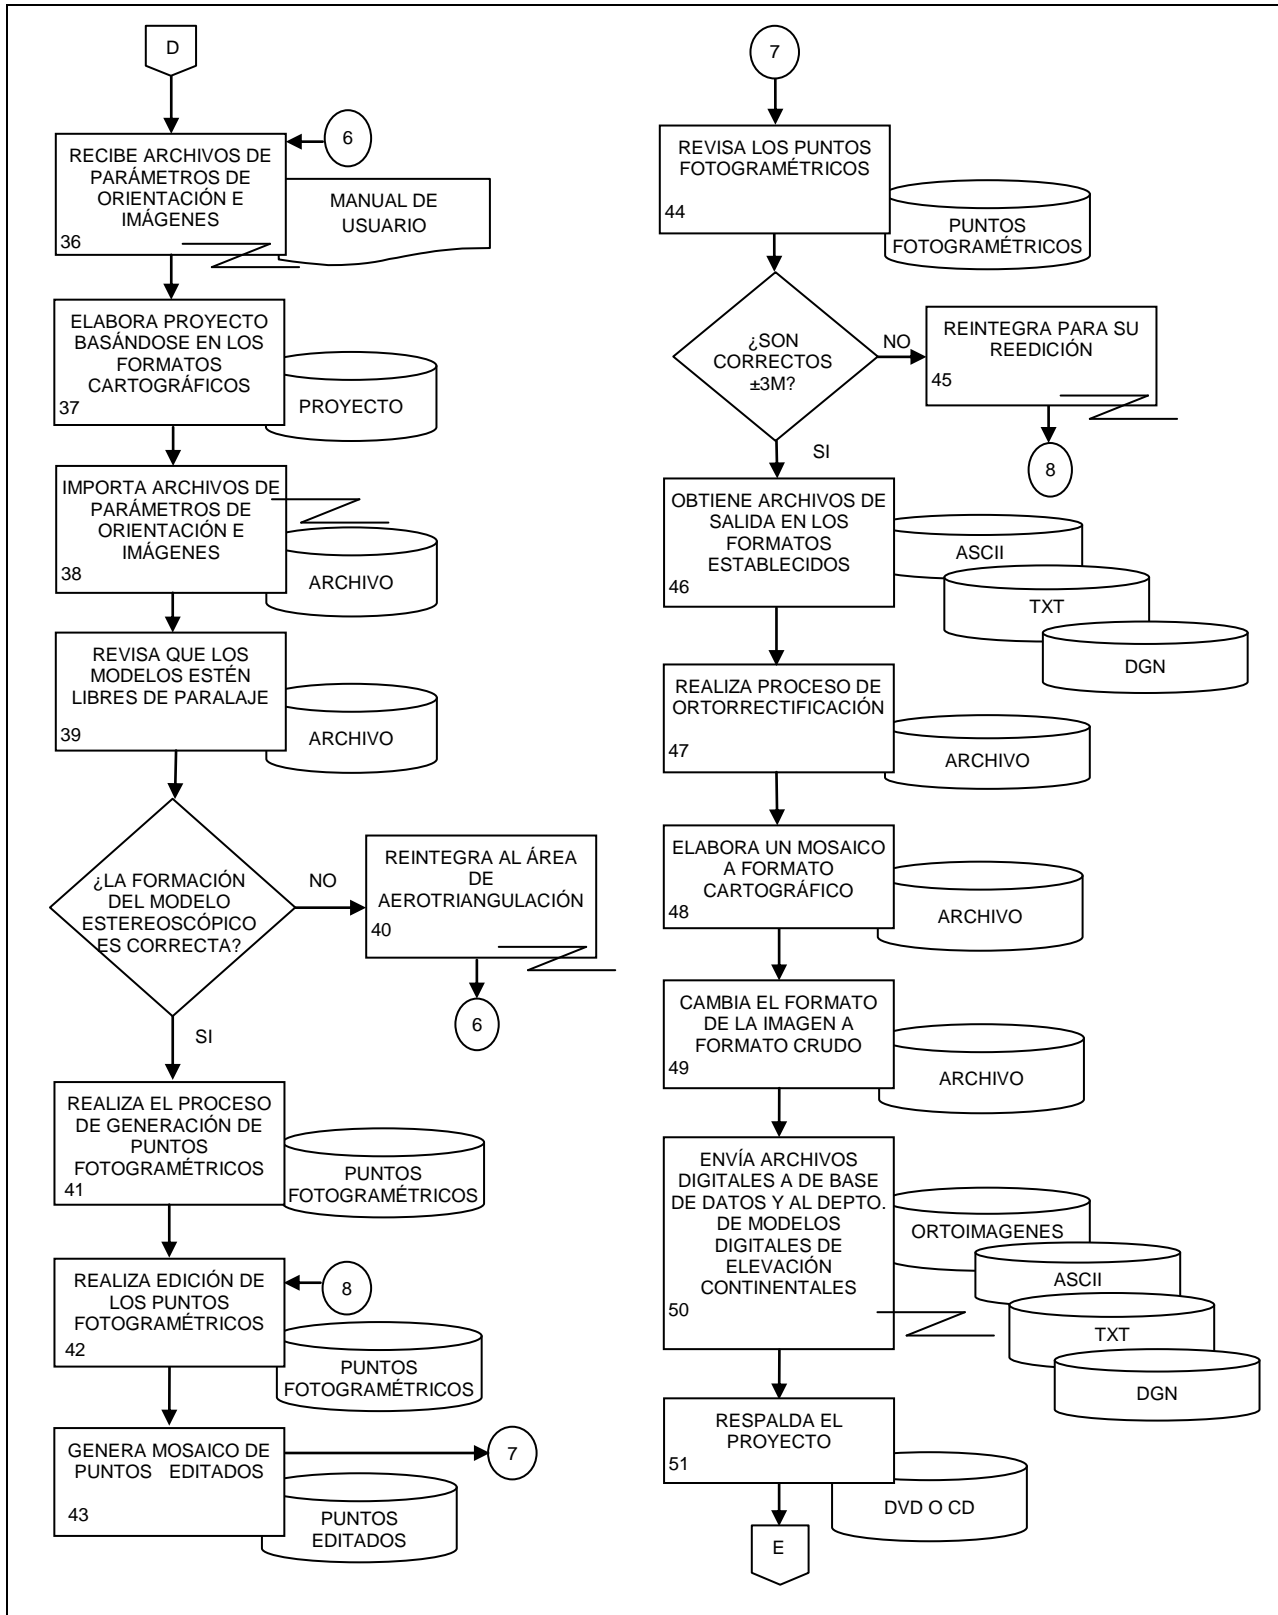 D
6
RECIBE ARCHIVOS DE
PARÁMETROS DE
ORIENTACIÓN E
IMÁGENES
36
MANUAL DE
USUARIO
ELABORA PROYECTO
BASÁNDOSE EN LOS
FORMATOS
CARTOGRÁFICOS
37
PROYECTO
IMPORTA ARCHIVOS DE
PARÁMETROS DE
ORIENTACIÓN E
IMÁGENES
38
ARCHIVO
REVISA QUE LOS
MODELOS ESTÉN
LIBRES DE PARALAJE
39
ARCHIVO
¿LA FORMACIÓN
DEL MODELO
ESTEREOSCÓPICO
ES CORRECTA?
NO
REINTEGRA AL ÁREA
DE
AEROTRIANGULACIÓN
40
6
SI
REALIZA EL PROCESO
DE GENERACIÓN DE
PUNTOS
FOTOGRAMÉTRICOS
41
PUNTOS
FOTOGRAMÉTRICOS
REALIZA EDICIÓN DE
LOS PUNTOS
FOTOGRAMÉTRICOS
42
8
PUNTOS
FOTOGRAMÉTRICOS
GENERA MOSAICO DE
PUNTOS EDITADOS
43
7
PUNTOS
EDITADOS
7
REVISA LOS PUNTOS
FOTOGRAMÉTRICOS
44
PUNTOS
FOTOGRAMÉTRICOS
¿SON
CORRECTOS
±3M?
NO
REINTEGRA PARA SU
REEDICIÓN
45
8
SI
OBTIENE ARCHIVOS DE
SALIDA EN LOS
FORMATOS
ESTABLECIDOS
46
ASCII
TXT
DGN
REALIZA PROCESO DE
ORTORRECTIFICACIÓN
47
ARCHIVO
ELABORA UN MOSAICO
A FORMATO
CARTOGRÁFICO
48
ARCHIVO
CAMBIA EL FORMATO
DE LA IMAGEN A
FORMATO CRUDO
49
ARCHIVO
ENVÍA ARCHIVOS
DIGITALES A DE BASE
DE DATOS Y AL DEPTO.
DE MODELOS
DIGITALES DE
ELEVACIÓN
CONTINENTALES
50
ORTOIMAGENES
ASCII
TXT
DGN
RESPALDA EL
PROYECTO
51
DVD O CD
E